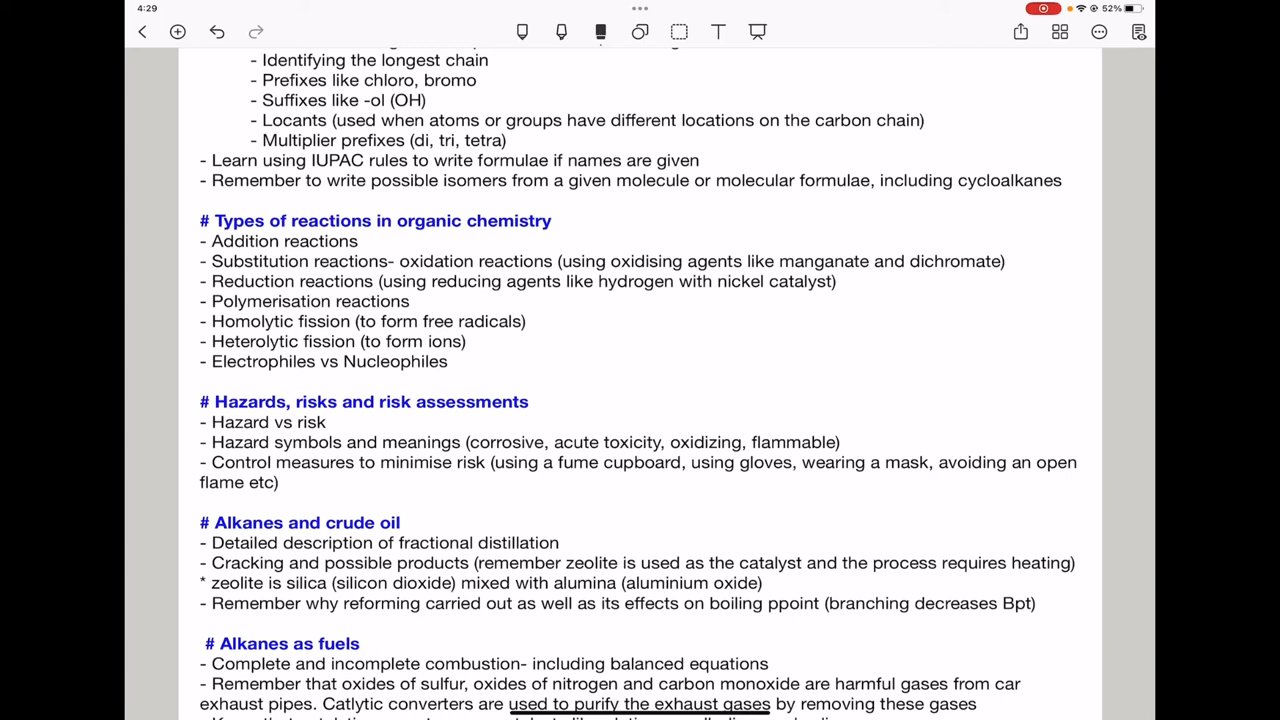 4:29
52%
- Identifying the longest chain
- Prefixes like chloro, bromo
- Suffixes like -ol (OH)
- Locants (used when atoms or groups have different locations on the carbon chain)
- Multiplier prefixes (di, tri, tetra)
- Learn using IUPAC rules to write formulae if names are given
- Remember to write possible isomers from a given molecule or molecular formulae, including cycloalkanes
# Types of reactions in organic chemistry
- Addition reactions
- Substitution reactions- oxidation reactions (using oxidising agents like manganate and dichromate)
- Reduction reactions (using reducing agents like hydrogen with nickel catalyst)
- Polymerisation reactions
- Homolytic fission (to form free radicals)
- Heterolytic fission (to form ions)
- Electrophiles vs Nucleophiles
# Hazards, risks and risk assessments
- Hazard vs risk
- Hazard symbols and meanings (corrosive, acute toxicity, oxidizing, flammable)
- Control measures to minimise risk (using a fume cupboard, using gloves, wearing a mask, avoiding an open
flame etc)
# Alkanes and crude oil
- Detailed description of fractional distillation
- Cracking and possible products (remember zeolite is used as the catalyst and the process requires heating)
* zeolite is silica (silicon dioxide) mixed with alumina (aluminium oxide)
- Remember why reforming carried out as well as its effects on boiling ppoint (branching decreases Bpt)
# Alkanes as fuels
- Complete and incomplete combustion- including balanced equations
- Remember that oxides of sulfur, oxides of nitrogen and carbon monoxide are harmful gases from car
exhaust pipes. Catlytic converters are used to purify the exhaust gases by removing these gases